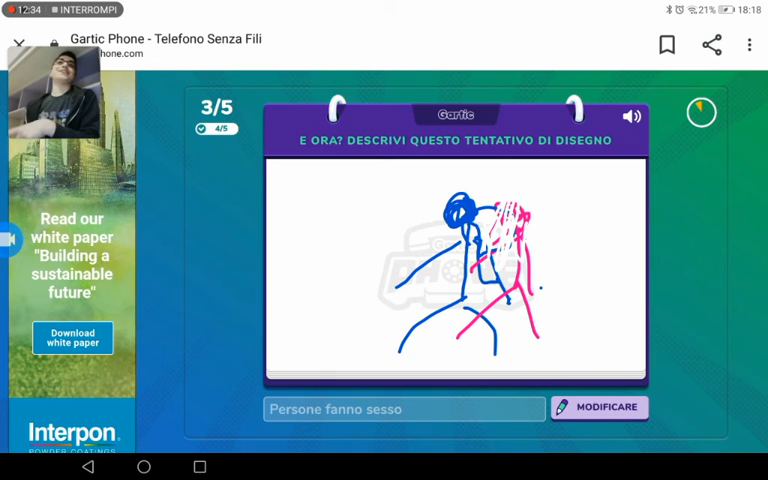 12:34 INTERROMPI 21% 18:18
Gartic Phone - Telefono Senza Fili
hone.com
3/5
4/5
Gartic
E ORA? DESCRIVI QUESTO TENTATIVO DI DISEGNO
Read our
white paper
"Building a
sustainable
future"
Download
white paper
Interpon
POWDER COATINGS
Persone fanno sesso
MODIFICARE